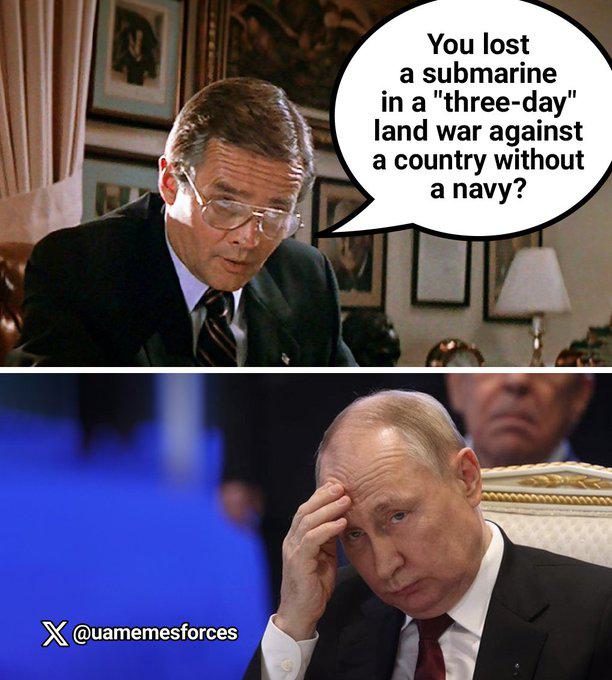 You lost
a submarine
in a "three-day"
land war against
a country without
a navy?
X @uamemesforces